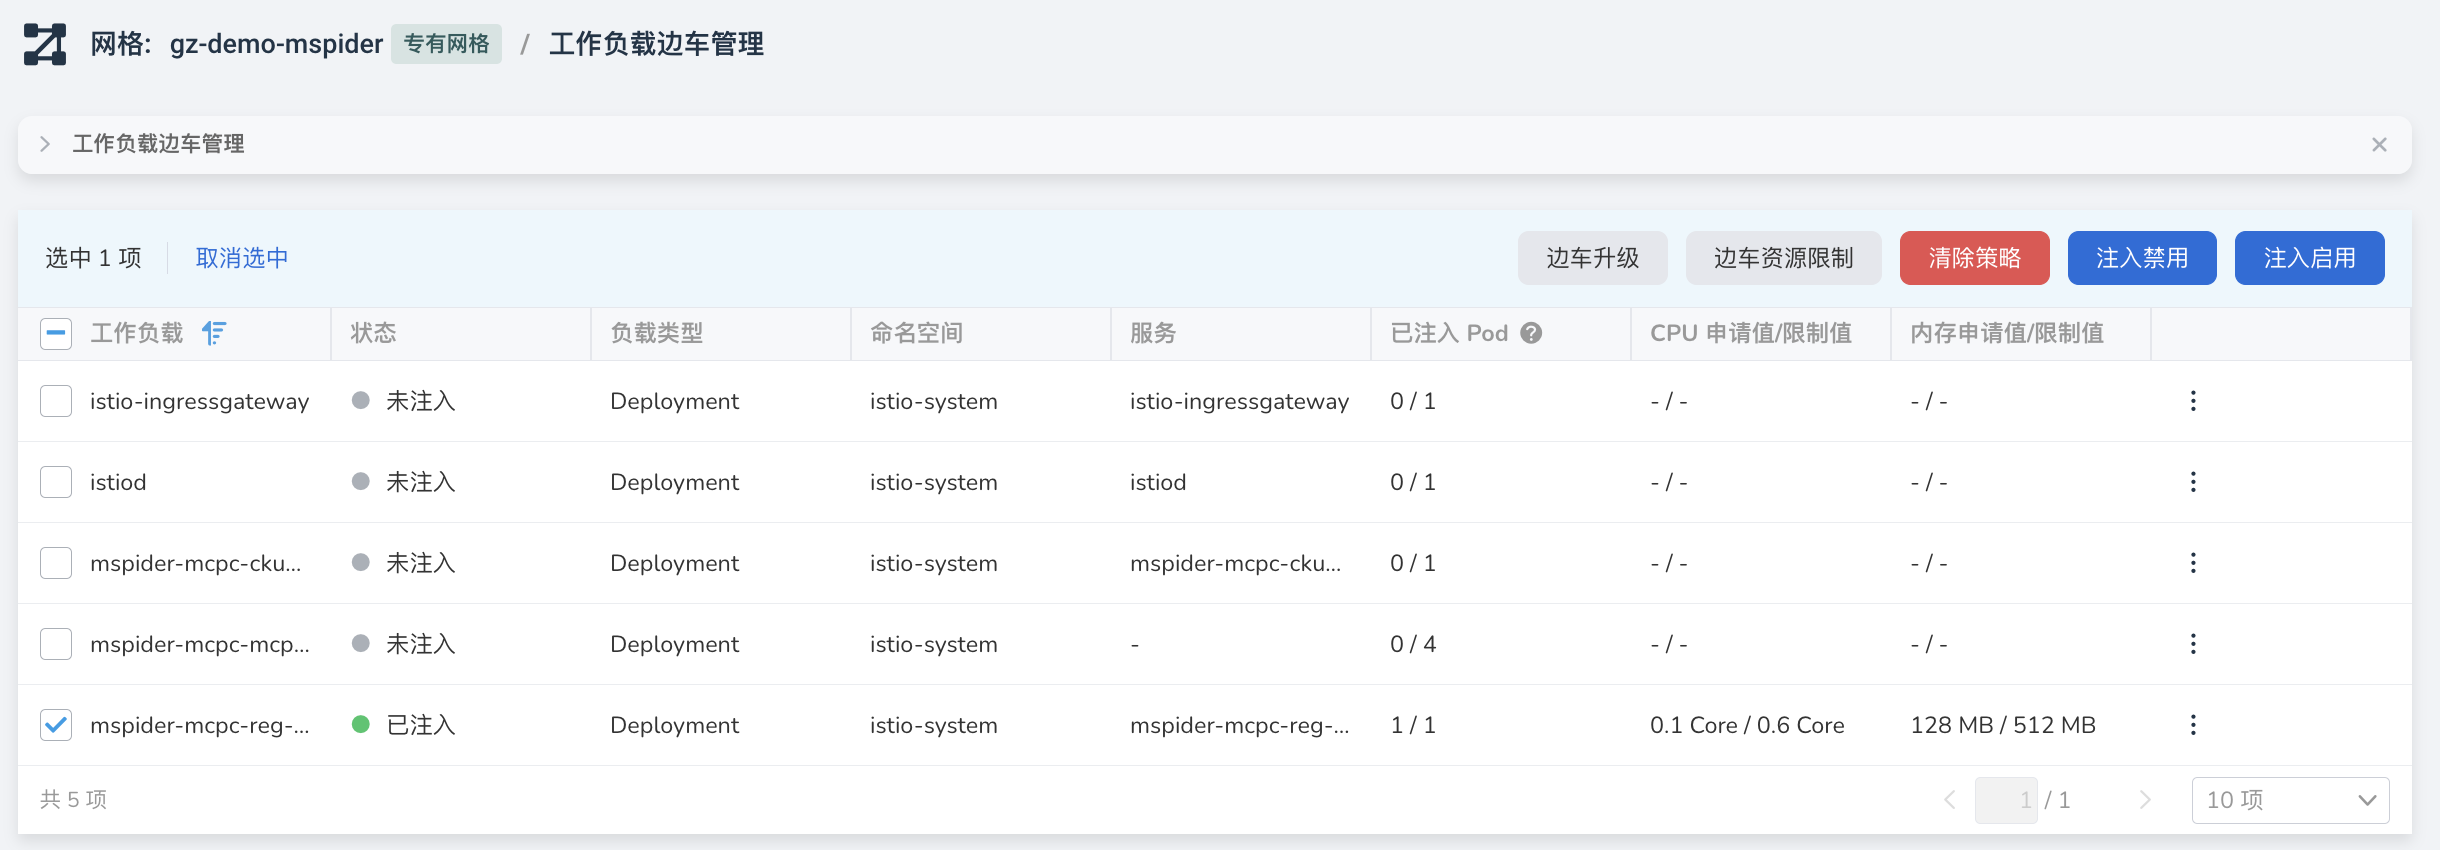 网格: gz-demo-mspider 专有网格 / 工作负载边车管理
工作负载边车管理
选中 1 项 取消选中 边车升级 边车资源限制 清除策略 注入禁用 注入启用
工作负载 状态 负载类型 命名空间 服务 已注入 Pod CPU 申请值/限制值 内存申请值/限制值
istio-ingressgateway 未注入 Deployment istio-system istio-ingressgateway 0 / 1 - / - - / -
istiod 未注入 Deployment istio-system istiod 0 / 1 - / - - / -
mspider-mcpc-cku... 未注入 Deployment istio-system mspider-mcpc-cku... 0 / 1 - / - - / -
mspider-mcpc-mcp... 未注入 Deployment istio-system - 0 / 4 - / - - / -
mspider-mcpc-reg-... 已注入 Deployment istio-system mspider-mcpc-reg-... 1 / 1 0.1 Core / 0.6 Core 128 MB / 512 MB
共 5 项 1 / 1 10 项